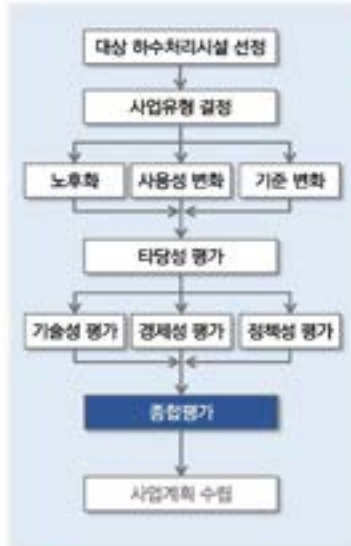 대상 하수처리시설 선정
사업유형 결정
노후화 사용성 변화 기준 변화
타당성 평가
기술성 평가 경제성 평가 정책성 평가
종합평가
사업계획 수립